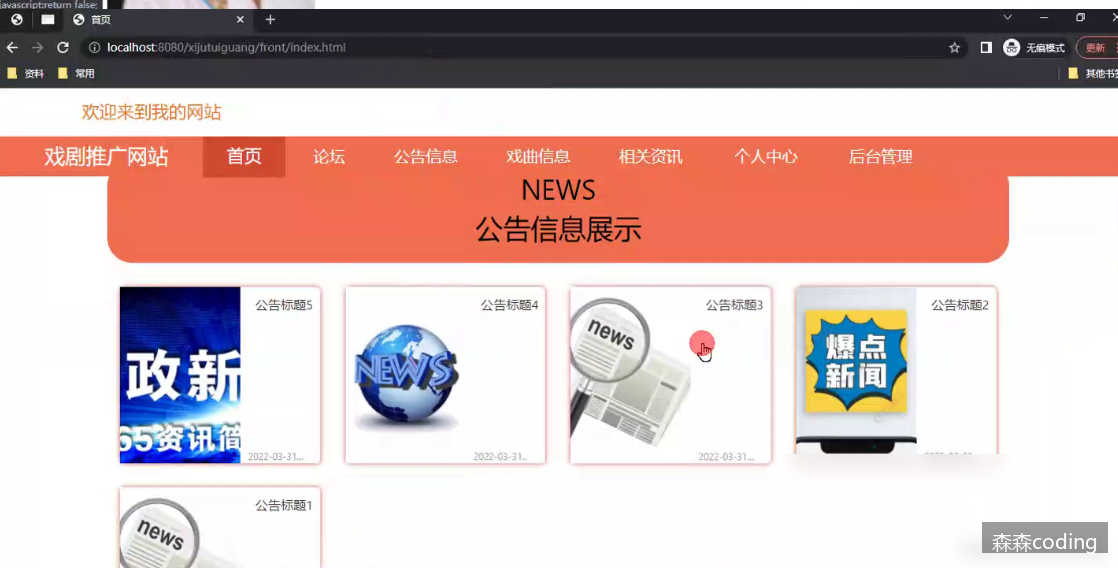 javascript:return false;
首页
localhost:8080/xijutuiguang/front/index.html
无痕模式
更新
资料
常用
其他书签
欢迎来到我的网站
戏剧推广网站
首页
论坛
公告信息
戏曲信息
相关资讯
个人中心
后台管理
NEWS
公告信息展示
政新
65资讯简
公告标题5
2022-03-31...
NEWS
公告标题4
2022-03-31...
news
公告标题3
2022-03-31...
爆点
新闻
公告标题2
news
公告标题1
森森coding